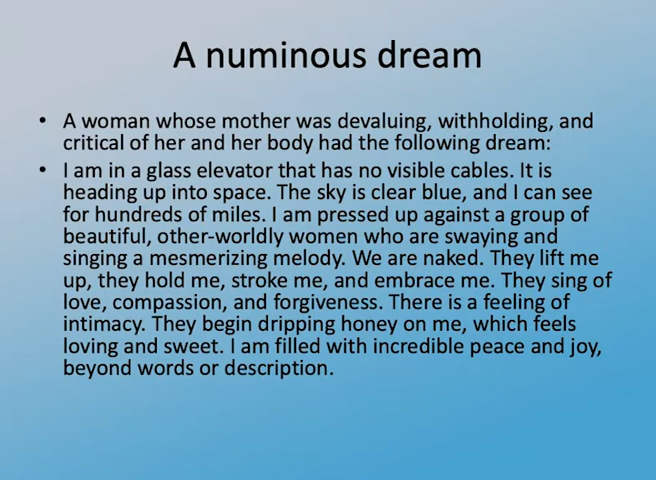 A numinous dream
• A woman whose mother was devaluing, withholding, and
critical of her and her body had the following dream:
• I am in a glass elevator that has no visible cables. It is
heading up into space. The sky is clear blue, and I can see
for hundreds of miles. I am pressed up against a group of
beautiful, other-worldly women who are swaying and
singing a mesmerizing melody. We are naked. They lift me
up, they hold me, stroke me, and embrace me. They sing of
love, compassion, and forgiveness. There is a feeling of
intimacy. They begin dripping honey on me, which feels
loving and sweet. I am filled with incredible peace and joy,
beyond words or description.